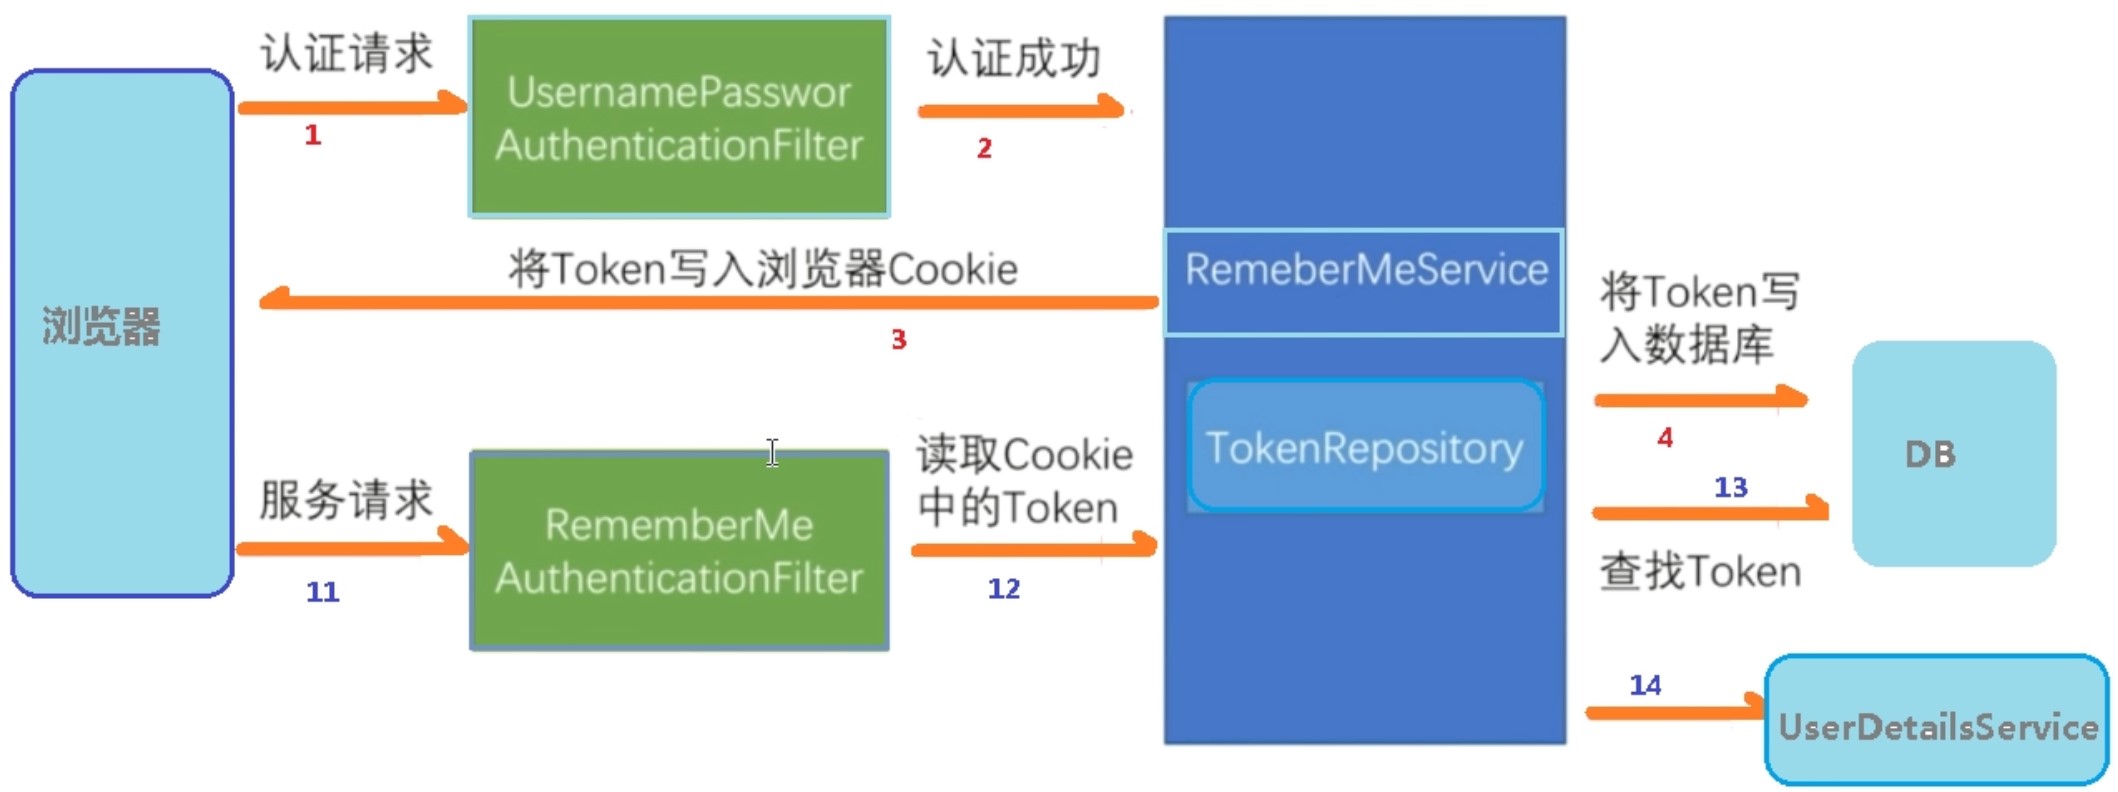 认证请求
1
UsernamePasswor
AuthenticationFilter
认证成功
2
将Token写入浏览器Cookie
3
RemeberMeService
将Token写
入数据库
4
浏览器
TokenRepository
DB
服务请求
11
RememberMe
AuthenticationFilter
读取Cookie
中的Token
12
13
查找Token
14
UserDetailsService